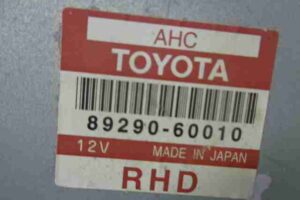 AHC
TOYOTA
89290-60010
12V MADE IN JAPAN
RHD